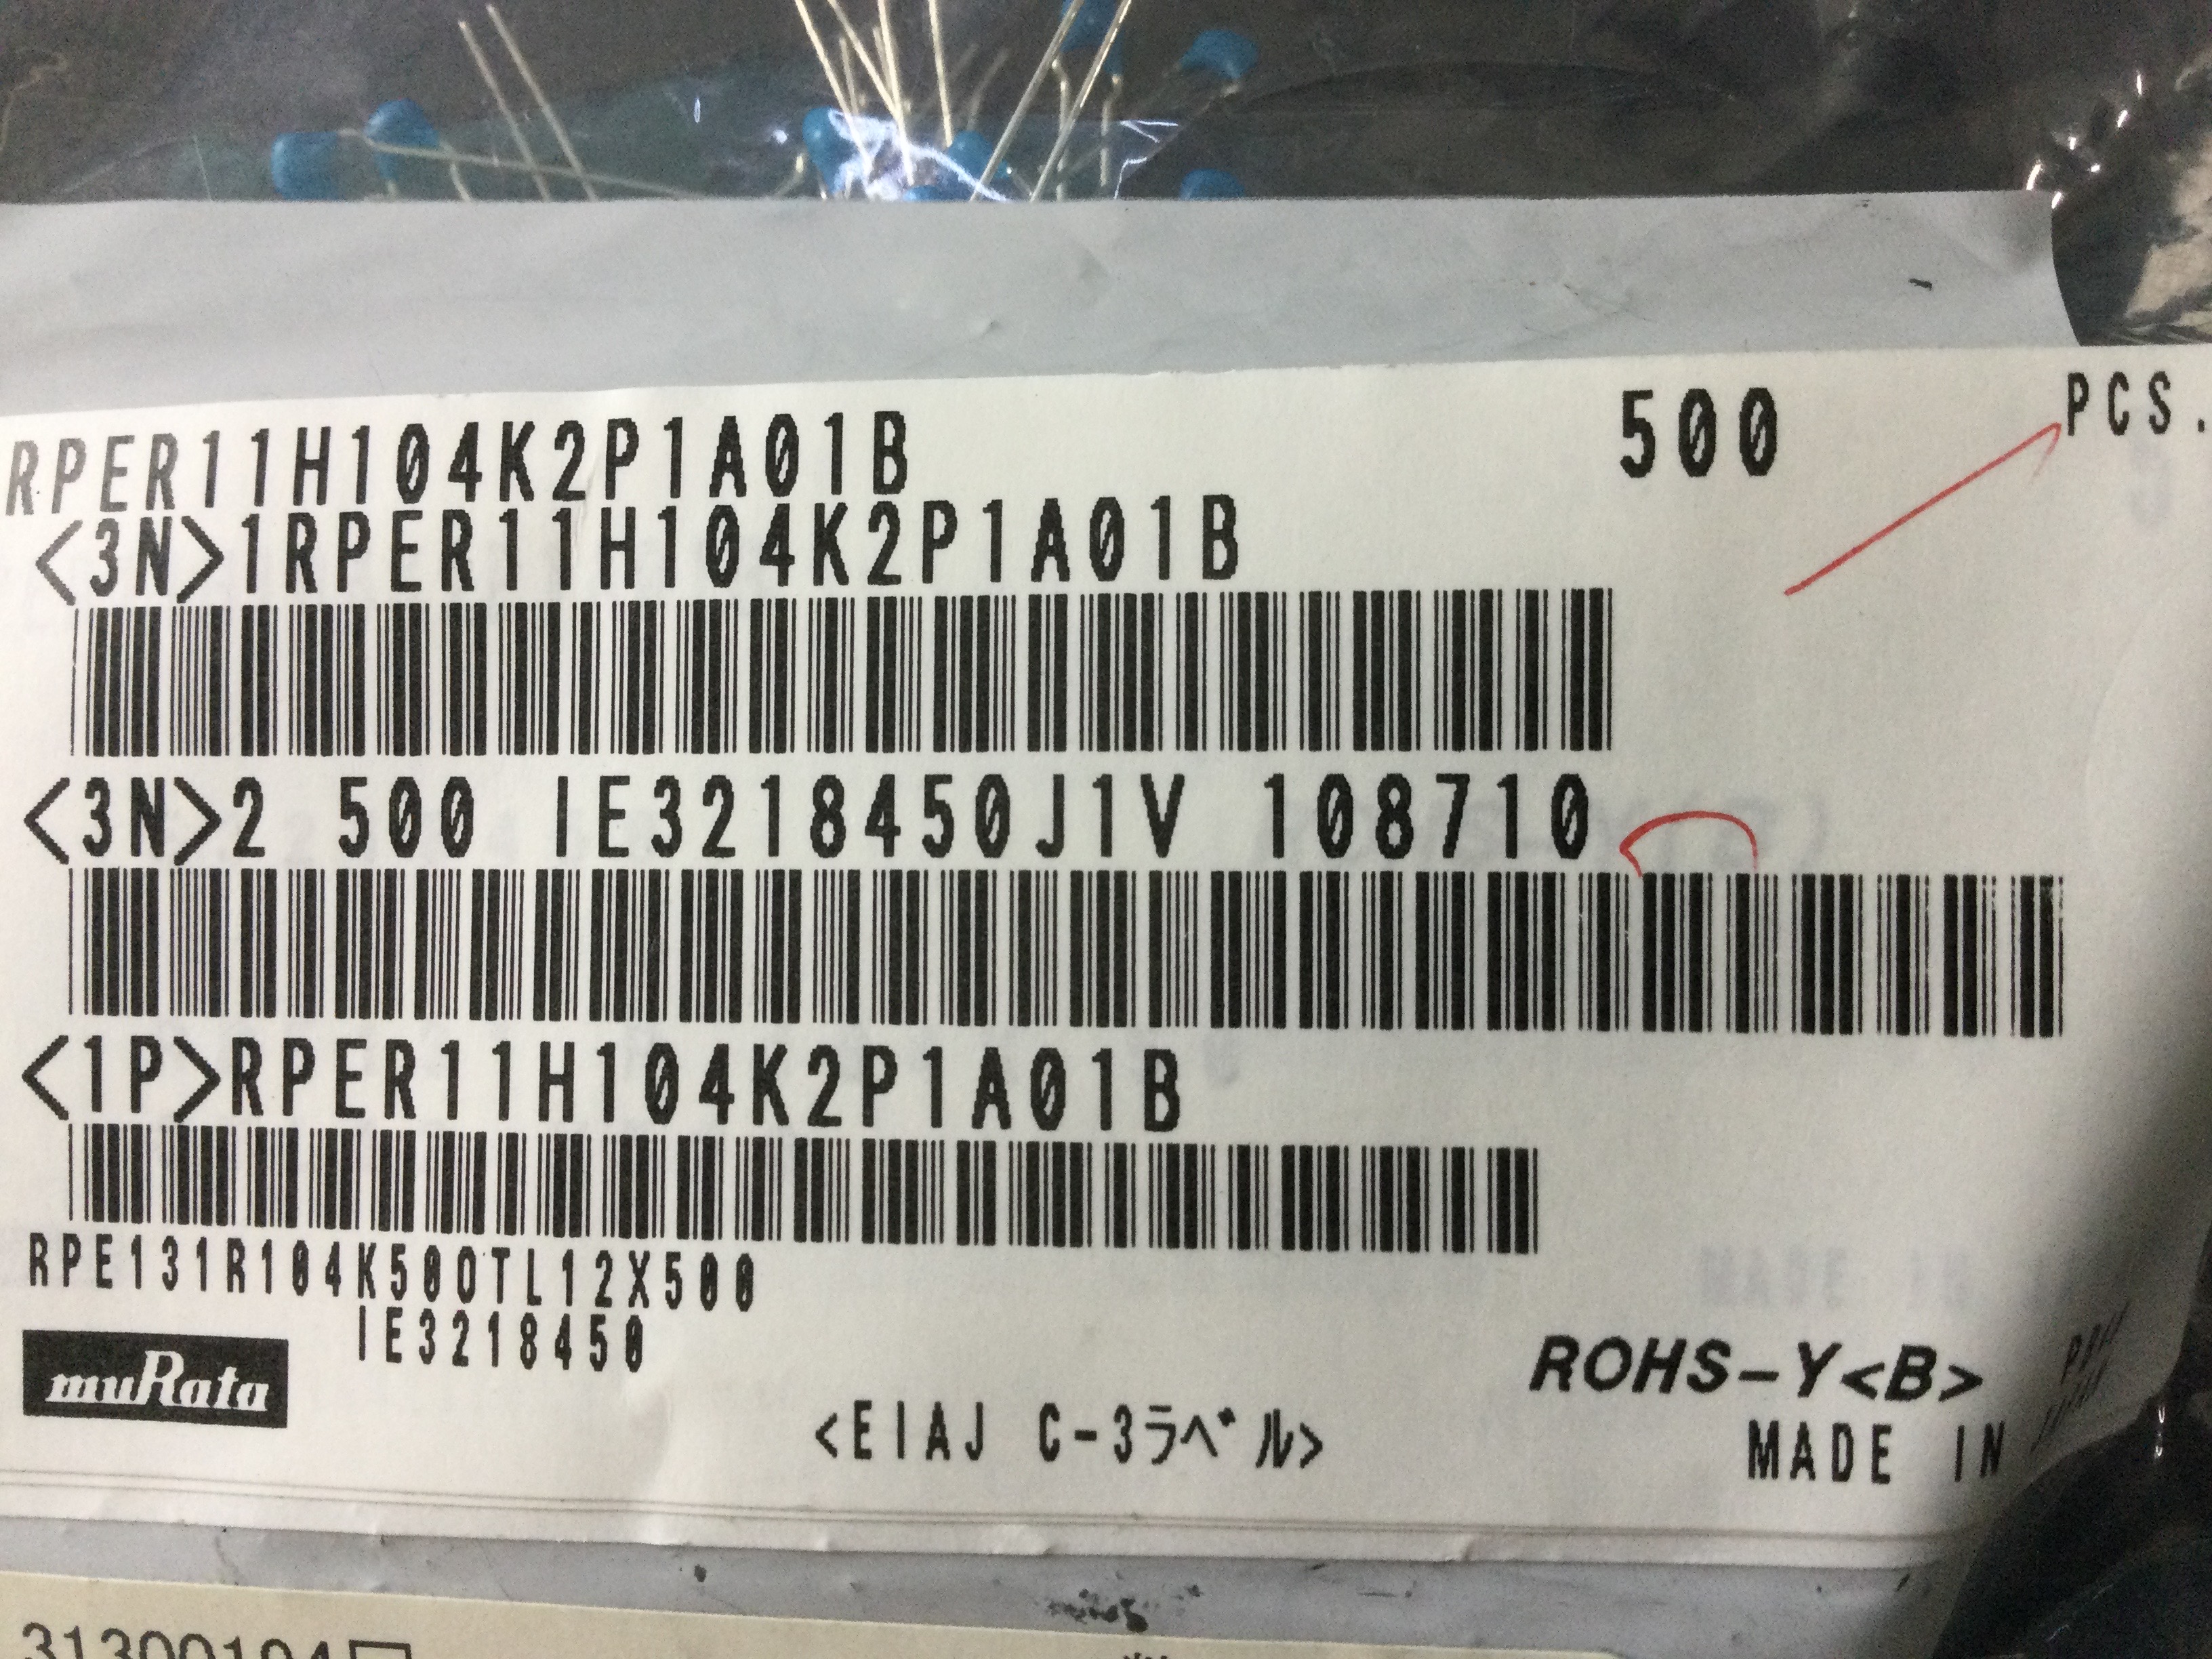 RPER11H104K2P1A01B 500 PCS.
<3N>1RPER11H104K2P1A01B
<3N>2 500 IE3218450J1V 108710
<1P>RPER11H104K2P1A01B
RPE131R104K50OTL12X500
IE3218450
muRata
ROHS-Y<B>
<EIAJ C-3ラベル>
MADE IN